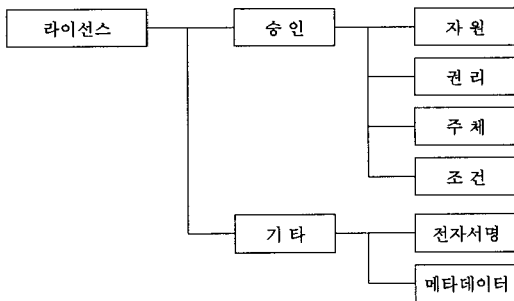 라이선스
승 인
자 원
권 리
주 체
조 건
기 타
전자서명
메타데이터